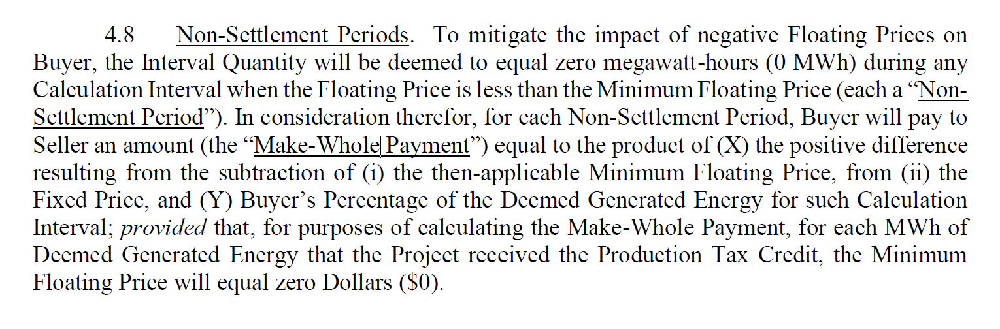 4.8 Non-Settlement Periods. To mitigate the impact of negative Floating Prices on
Buyer, the Interval Quantity will be deemed to equal zero megawatt-hours (0 MWh) during any
Calculation Interval when the Floating Price is less than the Minimum Floating Price (each a “Non-
Settlement Period”). In consideration therefor, for each Non-Settlement Period, Buyer will pay to
Seller an amount (the “Make-Whole Payment”) equal to the product of (X) the positive difference
resulting from the subtraction of (i) the then-applicable Minimum Floating Price, from (ii) the
Fixed Price, and (Y) Buyer’s Percentage of the Deemed Generated Energy for such Calculation
Interval; provided that, for purposes of calculating the Make-Whole Payment, for each MWh of
Deemed Generated Energy that the Project received the Production Tax Credit, the Minimum
Floating Price will equal zero Dollars ($0).